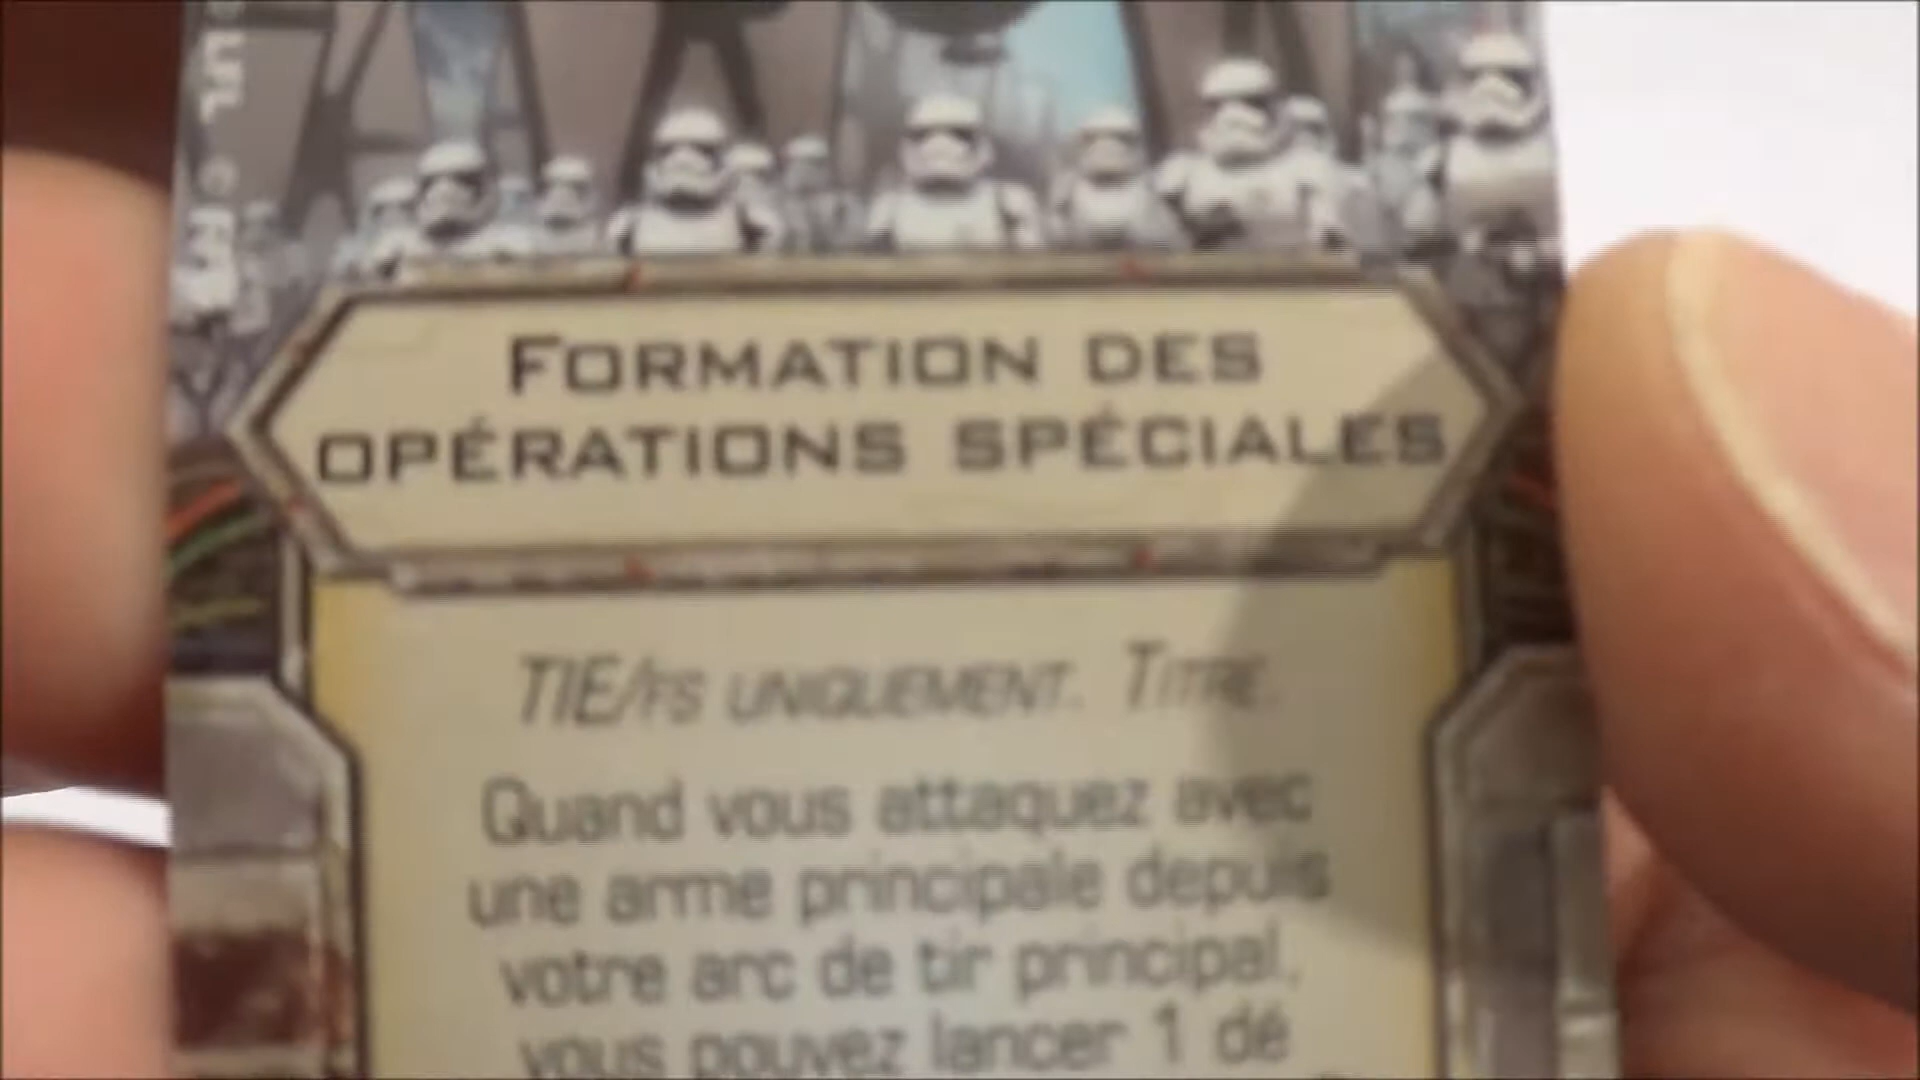 FORMATION DES
OPÉRATIONS SPÉCIALES
TIE/FS UNIQUEMENT. TITRE.
Quand vous attaquez avec
une arme principale depuis
votre arc de tir principal,
vous pouvez lancer 1 dé